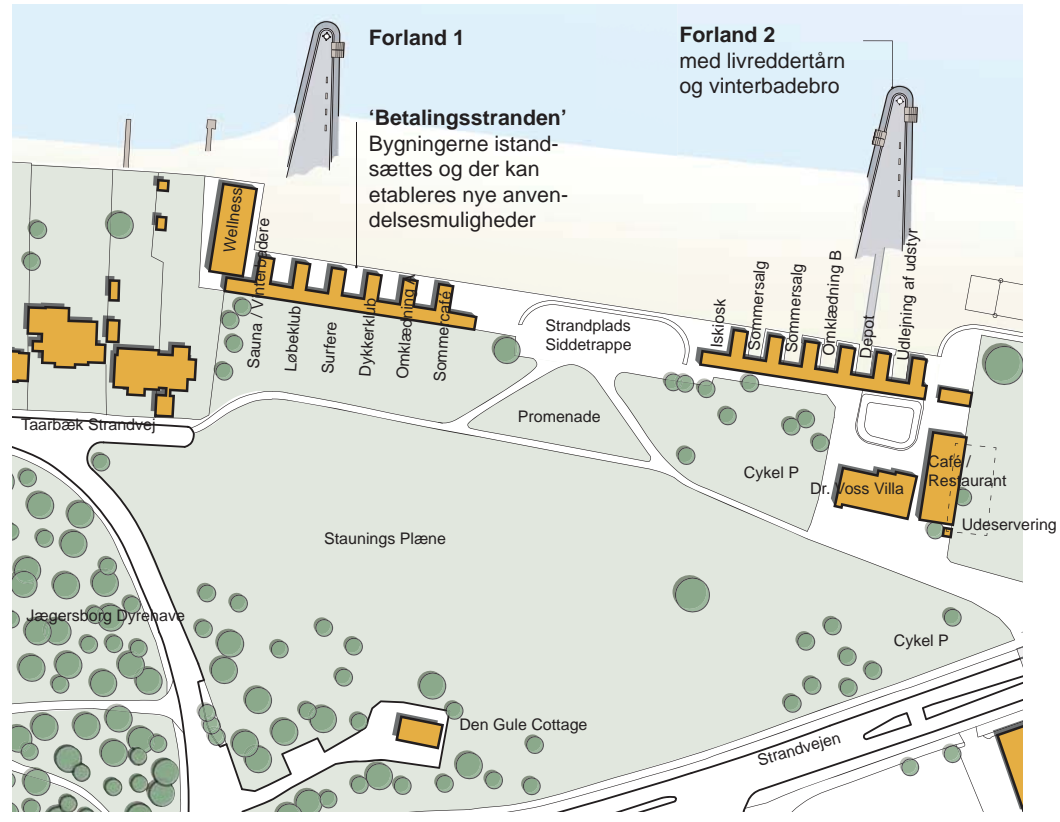 Forland 1
Forland 2
med livreddertårn
og vinterbadebro
‘Betalingsstranden’
Bygningerne istand-
sættes og der kan
etableres nye anven-
delsesmuligheder
Wellness
Sauna / Vinterbadere
Løbeklub
Surfere
Dykkerklub
Omklædning A
Sommercafé
Strandplads
Siddetrappe
Iskiosk
Sommersalg
Sommersalg
Omklædning B
Depot
Udlejning af udstyr
Taarbæk Strandvej
Promenade
Cykel P
Dr. Voss Villa
Café /
Restaurant
Udeservering
Staunings Plæne
Jægersborg Dyrehave
Cykel P
Den Gule Cottage
Strandvejen